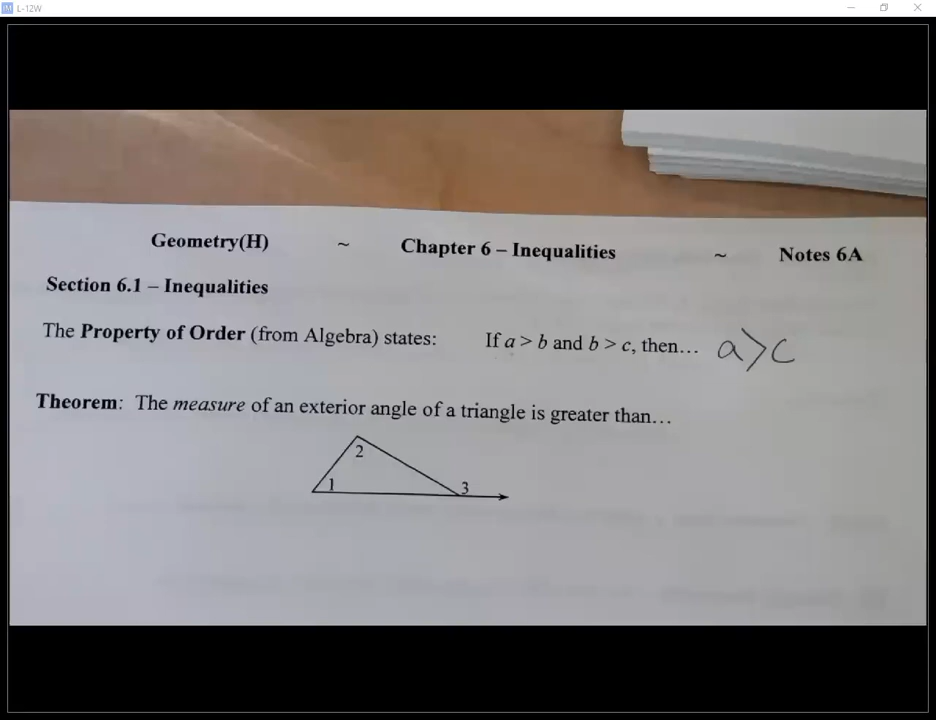 L-12W
Geometry(H) ~ Chapter 6 – Inequalities ~ Notes 6A
Section 6.1 – Inequalities
The Property of Order (from Algebra) states: If a > b and b > c, then… a>c
Theorem: The measure of an exterior angle of a triangle is greater than…
2
1 3